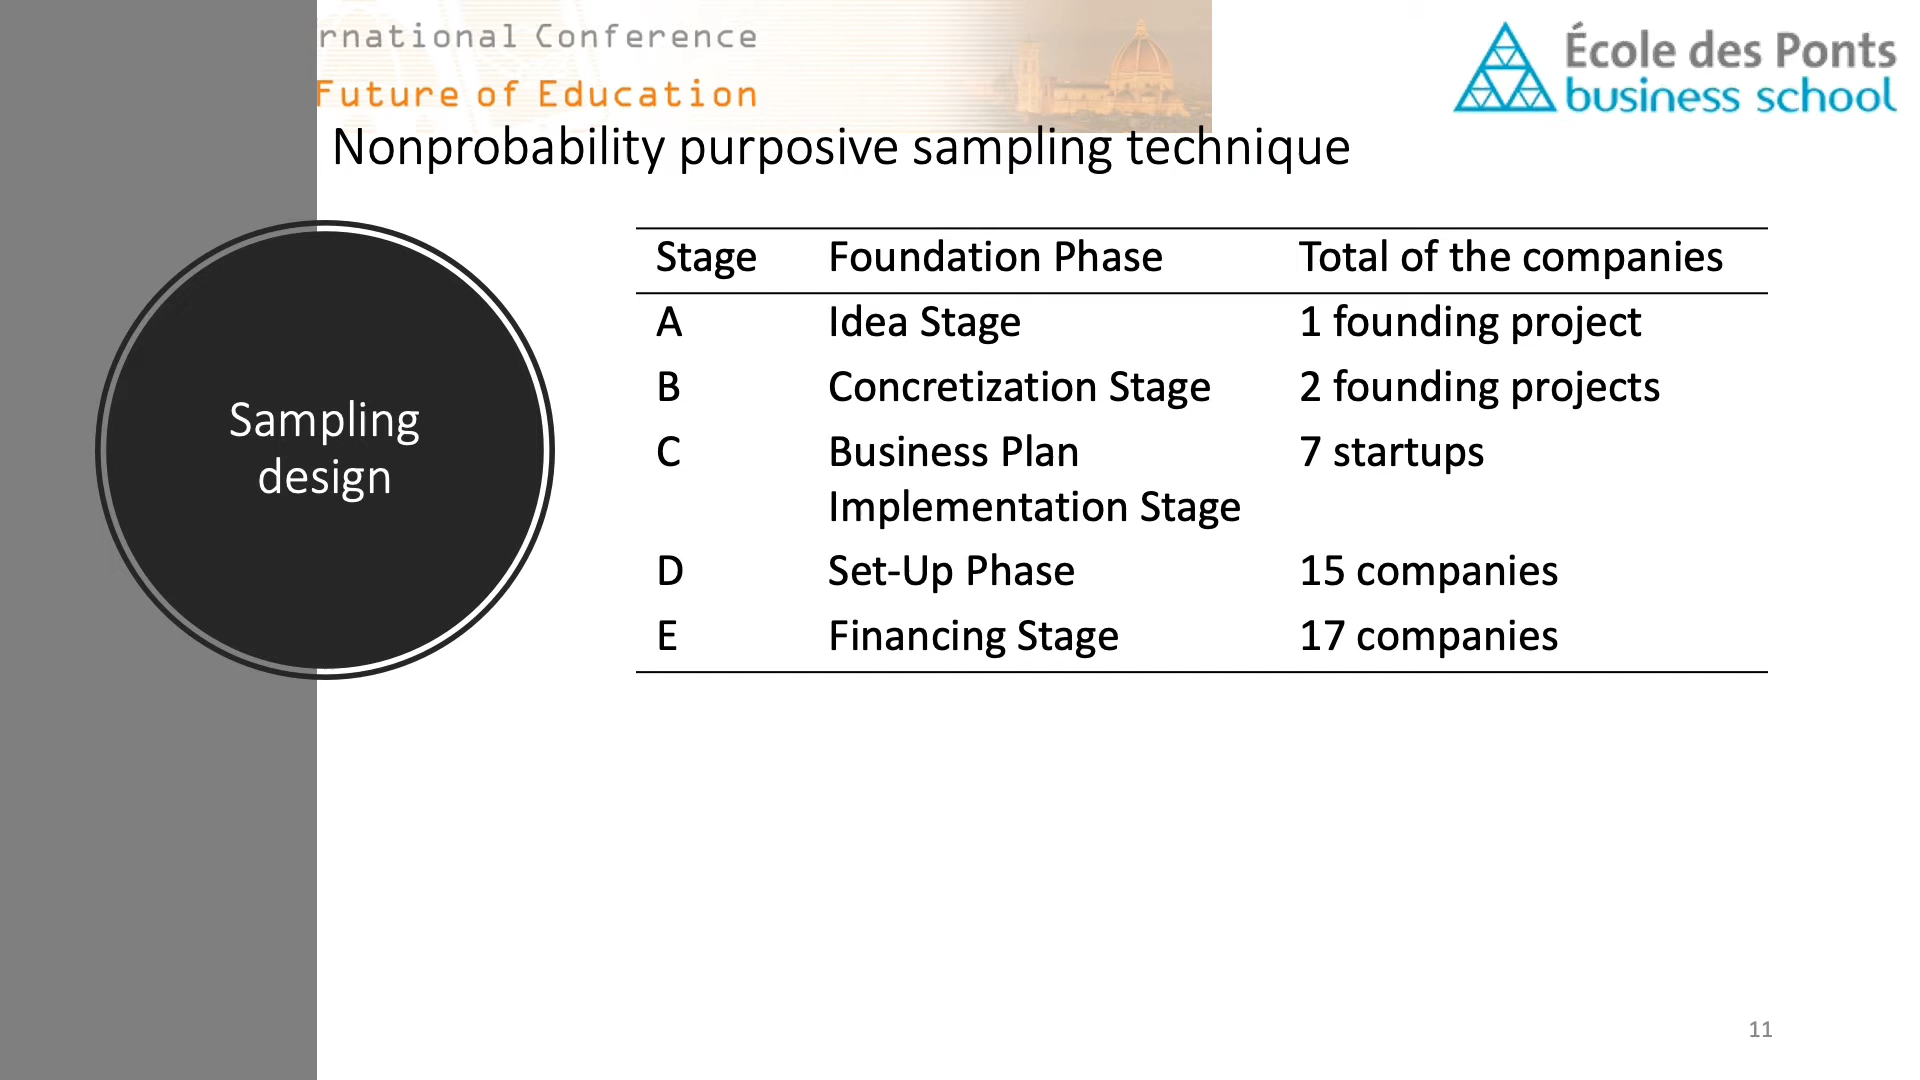 rnational Conference
Future of Education
École des Ponts
business school
Nonprobability purposive sampling technique
Sampling
design
Stage Foundation Phase Total of the companies
A Idea Stage 1 founding project
B Concretization Stage 2 founding projects
C Business Plan 7 startups
Implementation Stage
D Set-Up Phase 15 companies
E Financing Stage 17 companies
11